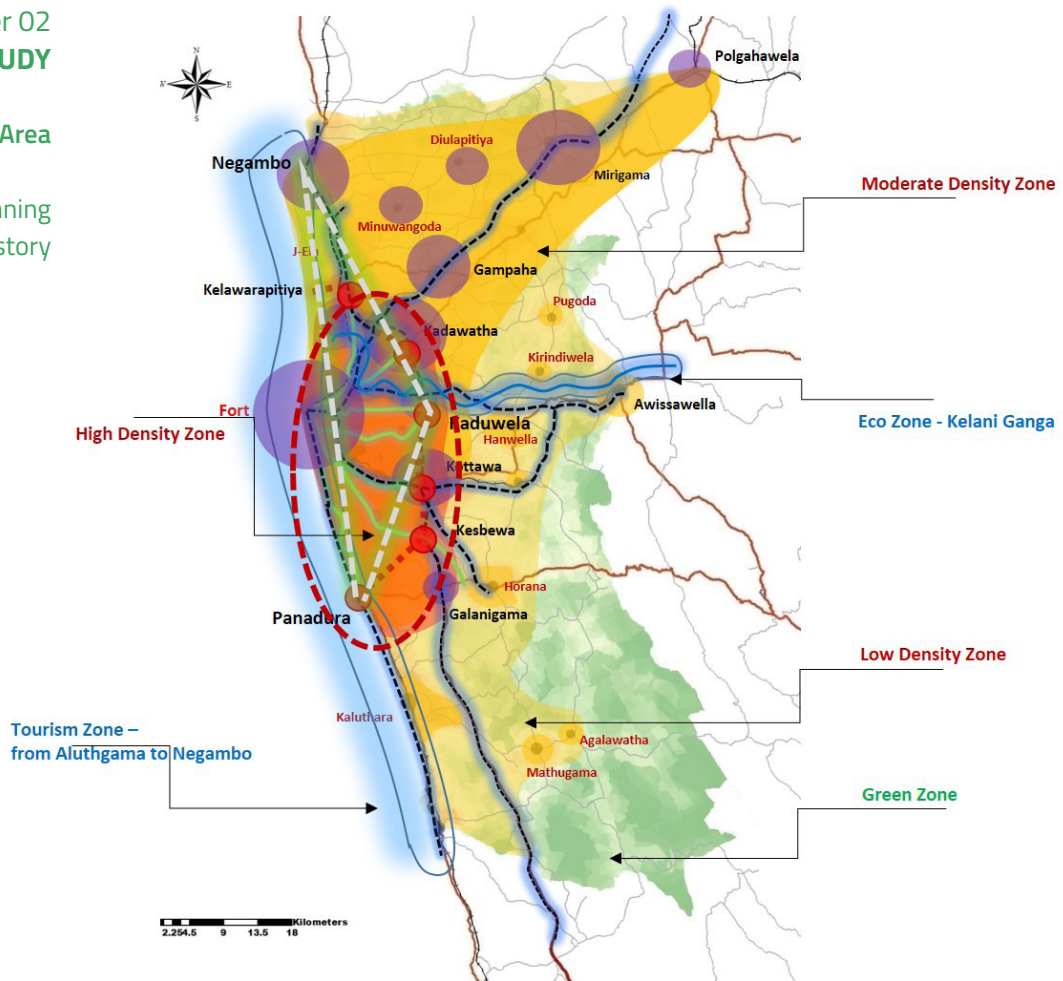 er 02
UDY
Area
nning
story
N
W
E
S
Polgahawela
Diulapitiya
Negambo
Mirigama
Moderate Density Zone
Minuwangoda
Gampaha
Kelawarapitiya
Pugoda
Kadawatha
Kirindiwela
Awissawella
Fort
Eco Zone - Kelani Ganga
High Density Zone
Kaduwela
Hanwella
Kottawa
Kesbewa
Horana
Galanigama
Panadura
Low Density Zone
Kaluthara
Tourism Zone –
from Aluthgama to Negambo
Agalawatha
Mathugama
Green Zone
Kilometers
2.254.5 9 13.5 18